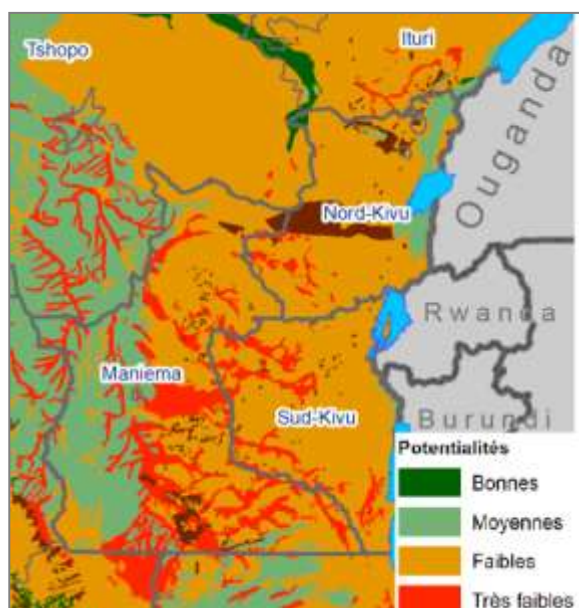 Tshopo
Ituri
Ouganda
Nord-Kivu
Rwanda
Maniema
Sud-Kivu
Burundi
Potentialités
Bonnes
Moyennes
Faibles
Très faibles